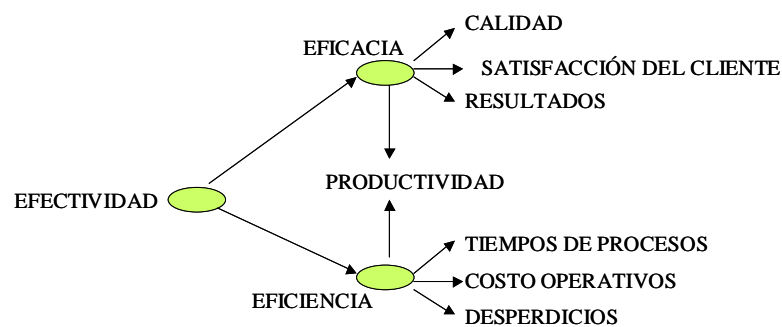 CALIDAD
EFICACIA
SATISFACCIÓN DEL CLIENTE
RESULTADOS
PRODUCTIVIDAD
EFECTIVIDAD
TIEMPOS DE PROCESOS
COSTO OPERATIVOS
EFICIENCIA
DESPERDICIOS